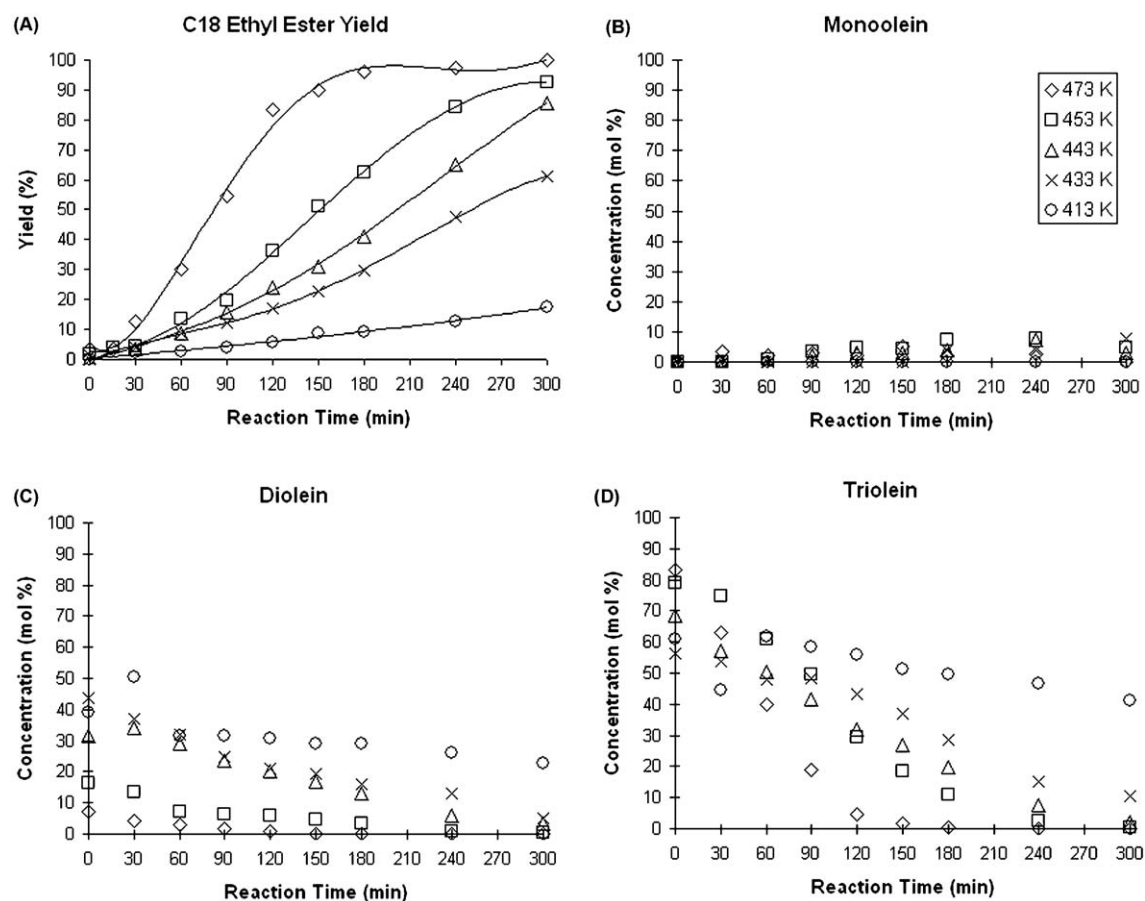 (A)
C18 Ethyl Ester Yield
100
90
80
70
60
50
40
30
20
10
0
Yield (%)
0 30 60 90 120 150 180 210 240 270 300
Reaction Time (min)
(B)
Monoolein
100
90
80
70
60
50
40
30
20
10
0
Concentration (mol %)
473 K
453 K
443 K
433 K
413 K
0 30 60 90 120 150 180 210 240 270 300
Reaction Time (min)
(C)
Diolein
100
90
80
70
60
50
40
30
20
10
0
Concentration (mol %)
0 30 60 90 120 150 180 210 240 270 300
Reaction Time (min)
(D)
Triolein
100
90
80
70
60
50
40
30
20
10
0
Concentration (mol %)
0 30 60 90 120 150 180 210 240 270 300
Reaction Time (min)